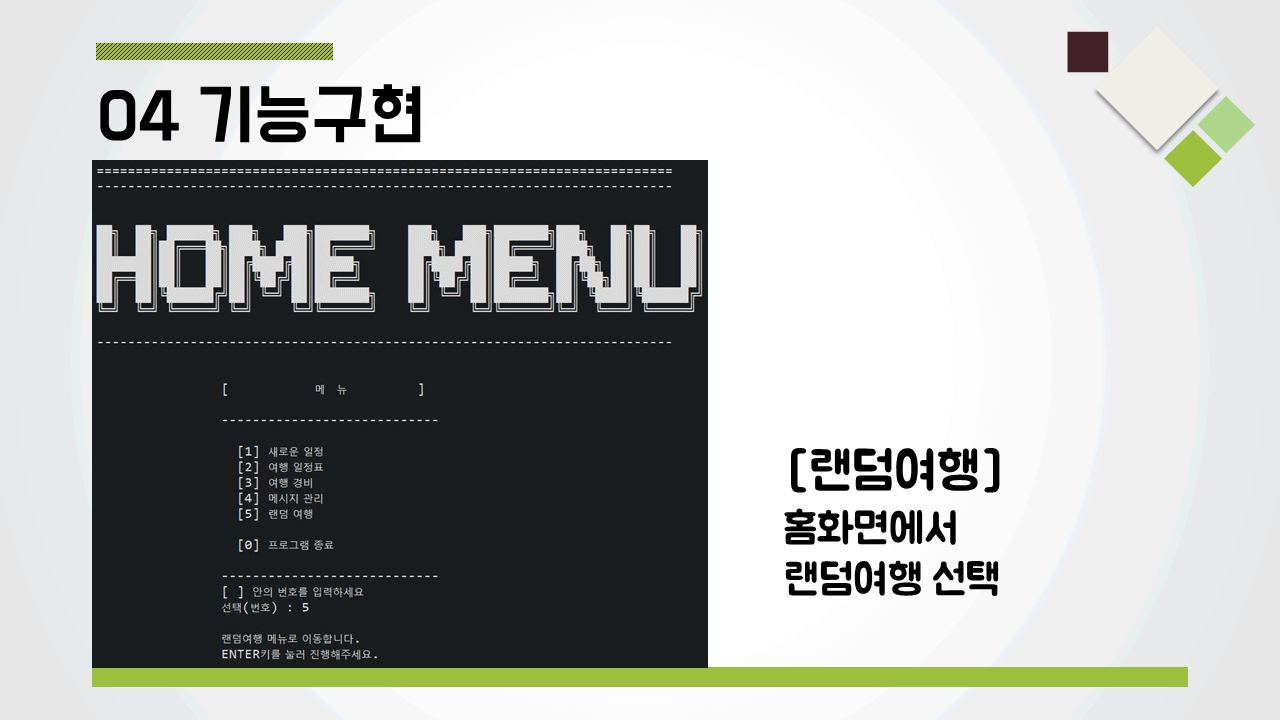 04 기능구현
HOME MENU
[ 메 뉴 ]
[1] 새로운 일정
[2] 여행 일정표
[3] 여행 경비
[4] 메시지 관리
[5] 랜덤 여행
[0] 프로그램 종료
[ ] 안의 번호를 입력하세요
선택(번호) : 5
랜덤여행 메뉴로 이동합니다.
ENTER키를 눌러 진행해주세요.
[랜덤여행]
홈화면에서
랜덤여행 선택